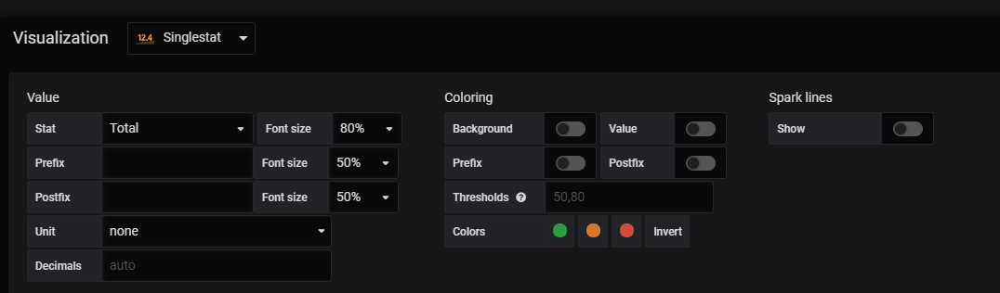 Visualization 12.4 Singlestat
Value Coloring Spark lines
Stat Total Font size 80% Background Value Show
Prefix Font size 50% Prefix Postfix
Postfix Font size 50% Thresholds ? 50,80
Unit none Colors Invert
Decimals auto